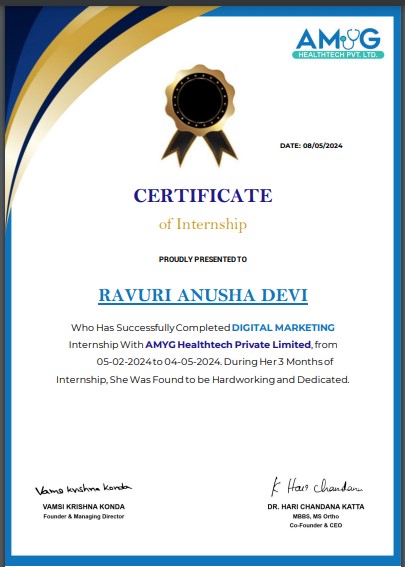 AMYG
HEALTHTECH PVT. LTD.
DATE: 08/05/2024
CERTIFICATE
of Internship
PROUDLY PRESENTED TO
RAVURI ANUSHA DEVI
Who Has Successfully Completed DIGITAL MARKETING
Internship With AMYG Healthtech Private Limited, from
05-02-2024 to 04-05-2024. During Her 3 Months of
Internship, She Was Found to be Hardworking and Dedicated.
Vams Krishna Konda
K Hari Chandana
VAMSI KRISHNA KONDA
Founder & Managing Director
DR. HARI CHANDANA KATTA
MBBS, MS Ortho
Co-Founder & CEO